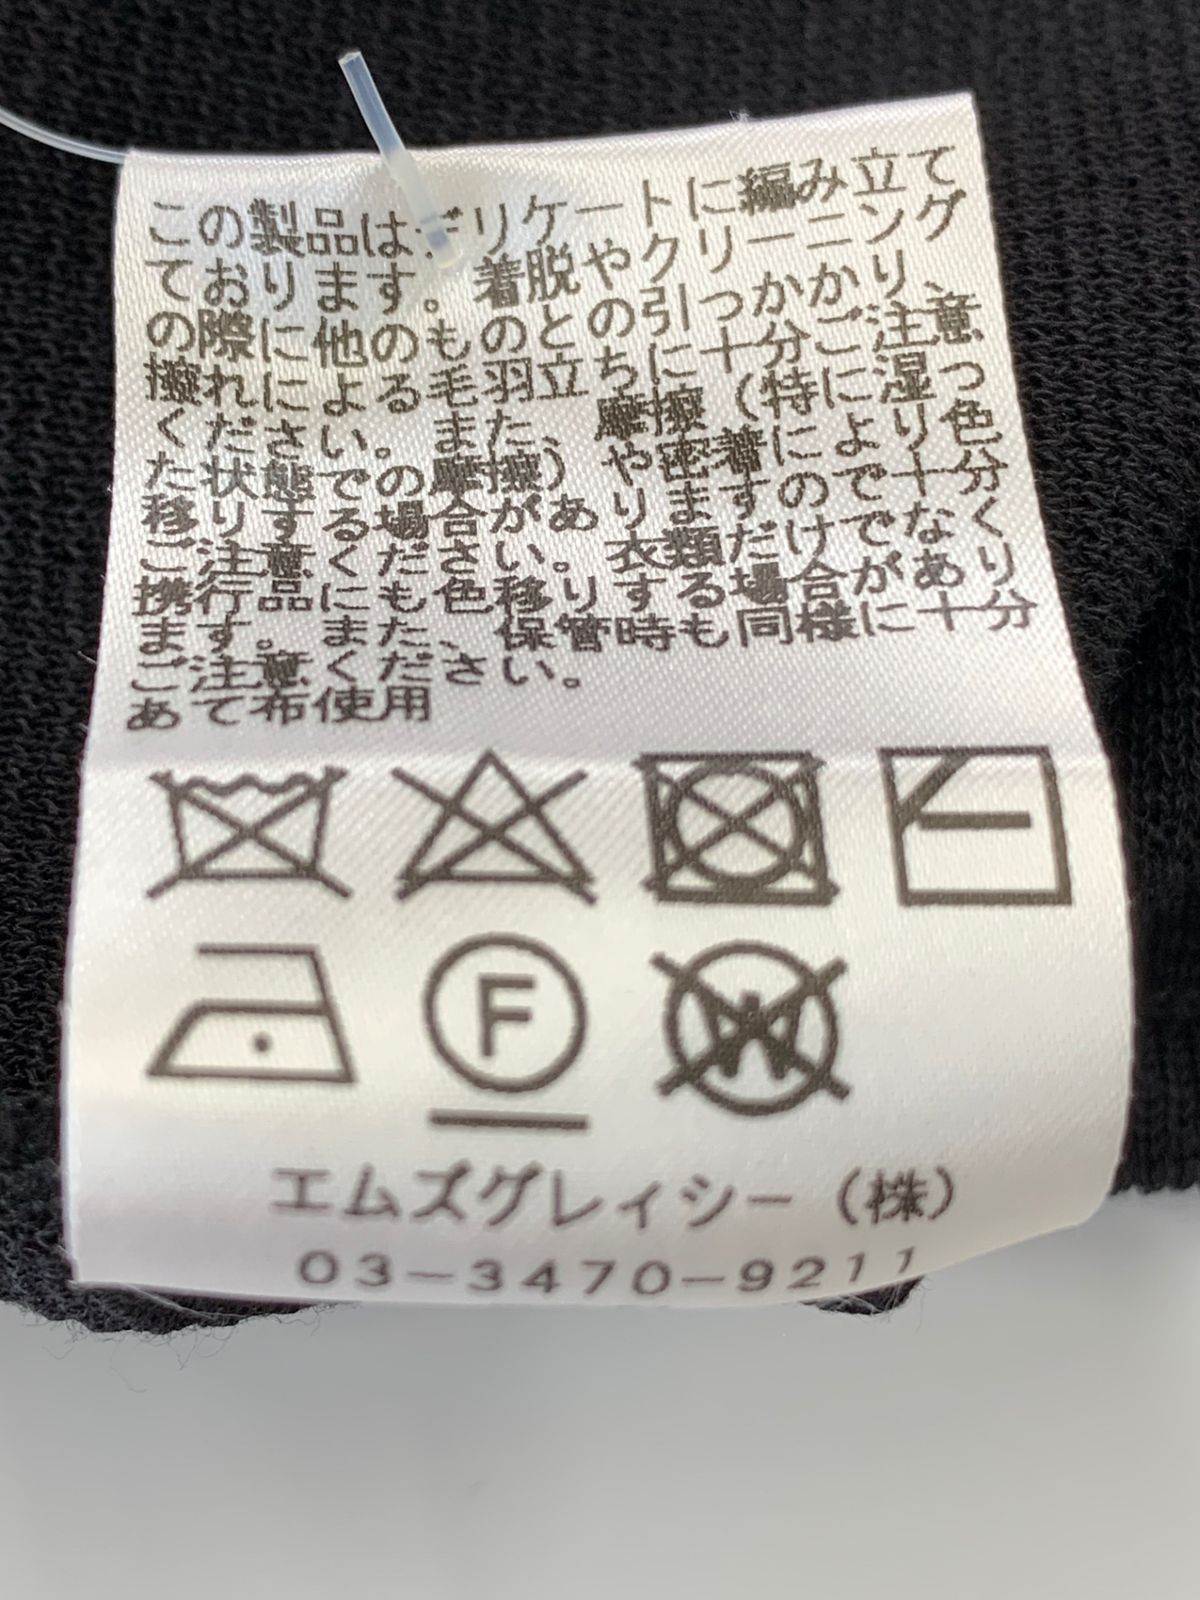 この製品はデリケートに編み立て
ております。着脱やクリーニング
の際に他のものとの引っかかり、
擦れによる毛羽立ちに十分ご注意
ください。また、摩擦(特に湿っ
た状態での摩擦)や密着により色
移りする場合がありますので十分
ご注意ください。衣類だけでなく
携行品にも色移りする場合があり
ます。また、保管時も同様に十分
ご注意ください。
あて布使用
F
W
エムズグレィシー(株)
03-3470-9211